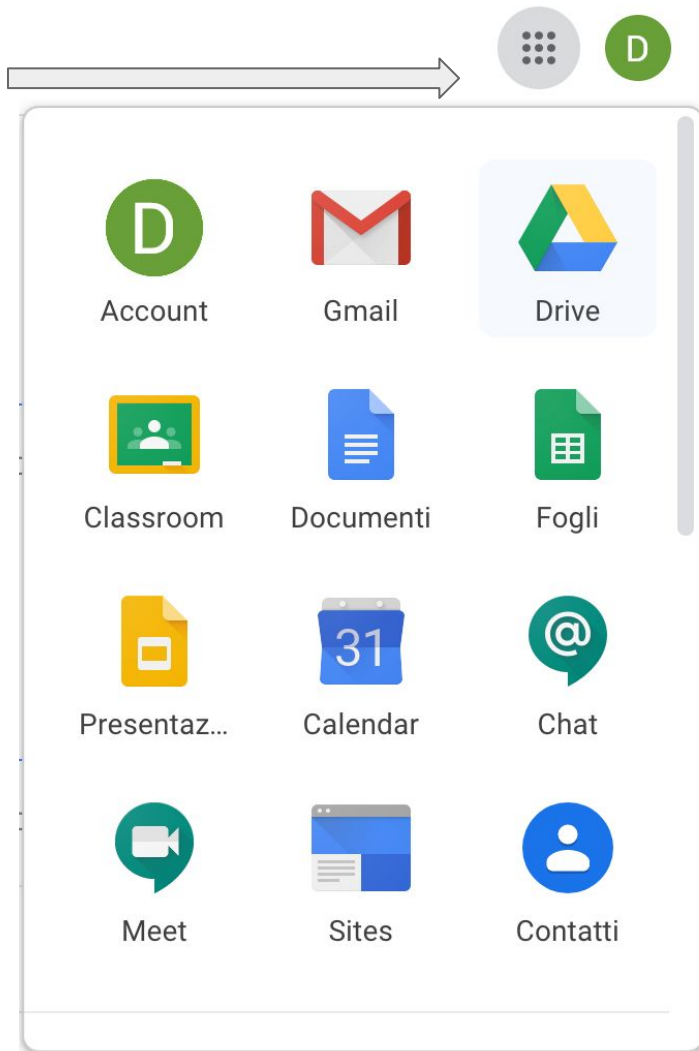 D
D
Account
Gmail
Drive
Classroom
Documenti
Fogli
31
@
Presentaz...
Calendar
Chat
Meet
Sites
Contatti